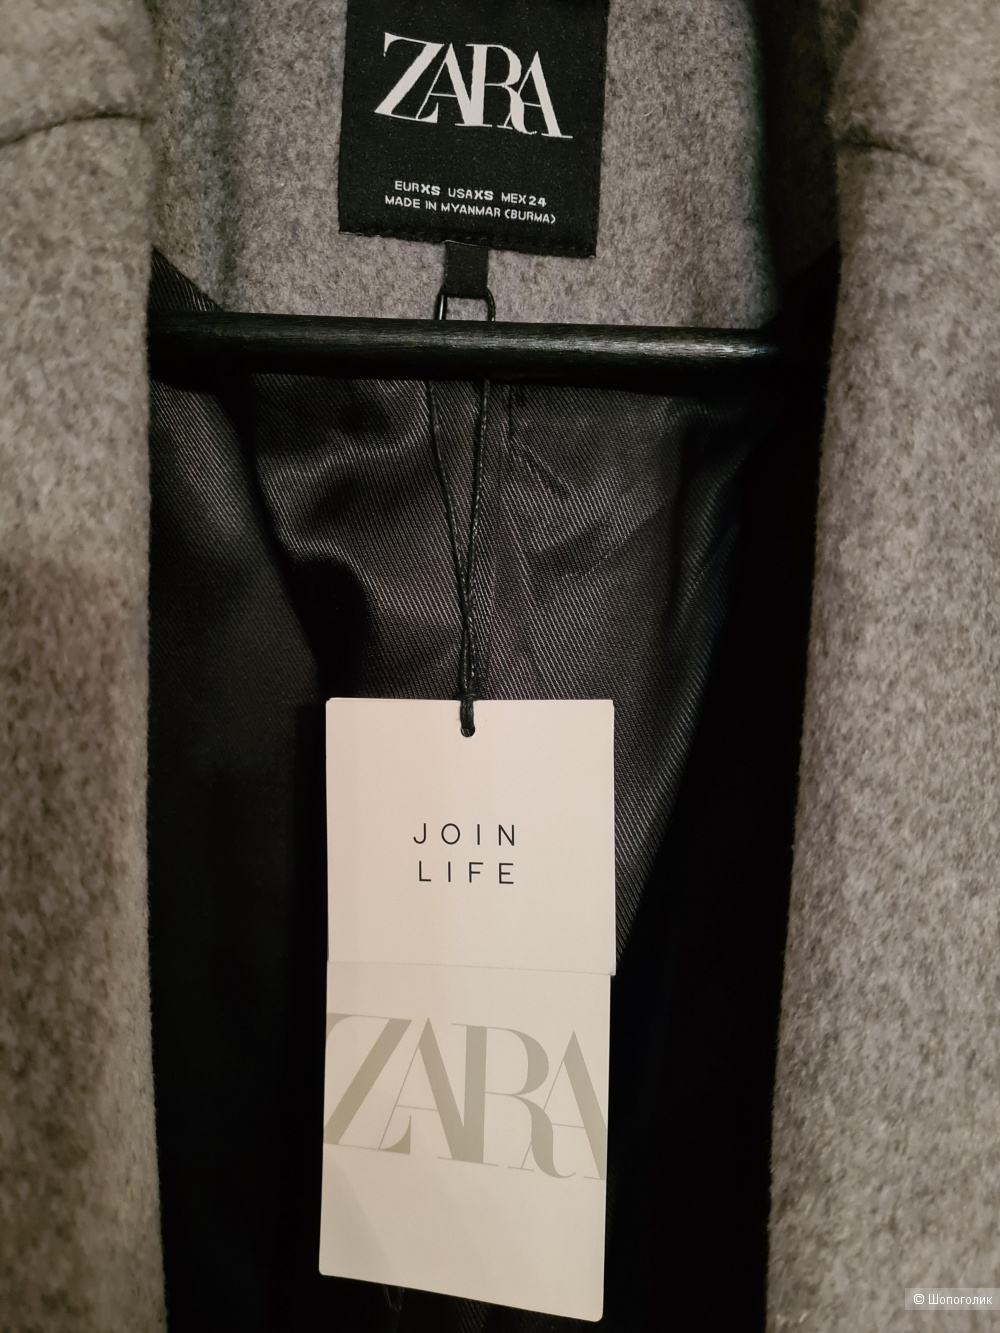 ZARA
EURXS USAXS MEX24
MADE IN MYANMAR (BURMA)
JOIN
LIFE
ZARA
© Шопоголик